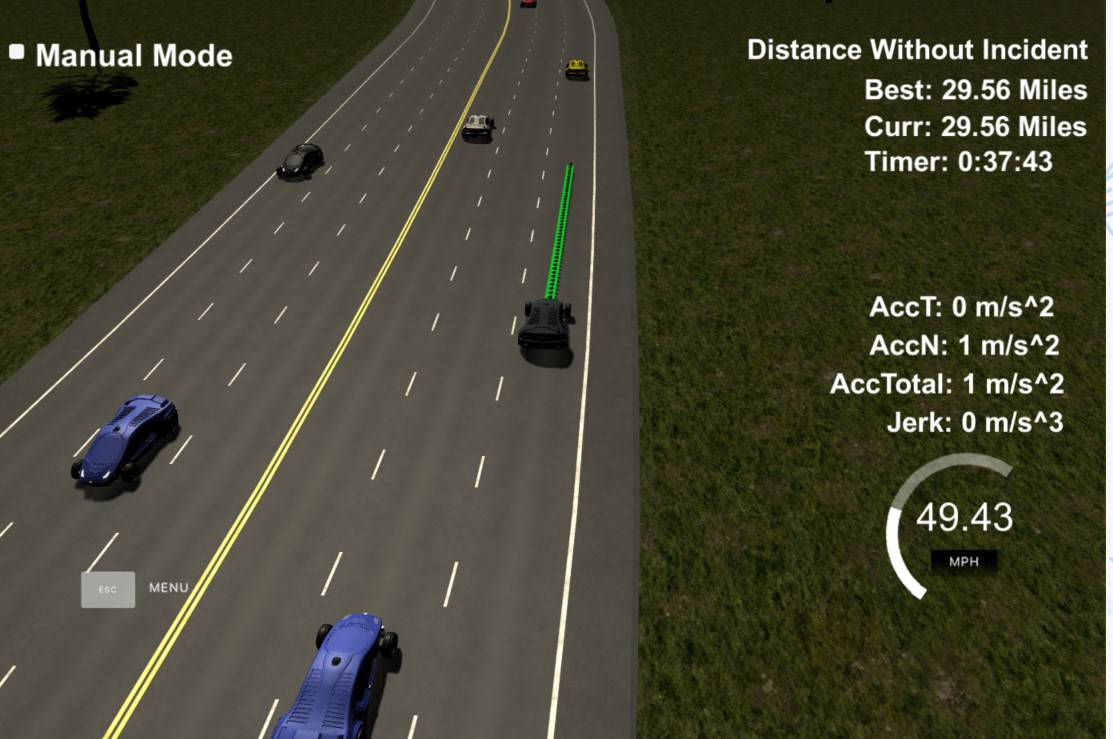 Manual Mode
Distance Without Incident
Best: 29.56 Miles
Curr: 29.56 Miles
Timer: 0:37:43
AccT: 0 m/s^2
AccN: 1 m/s^2
AccTotal: 1 m/s^2
Jerk: 0 m/s^3
49.43
MPH
ESC MENU